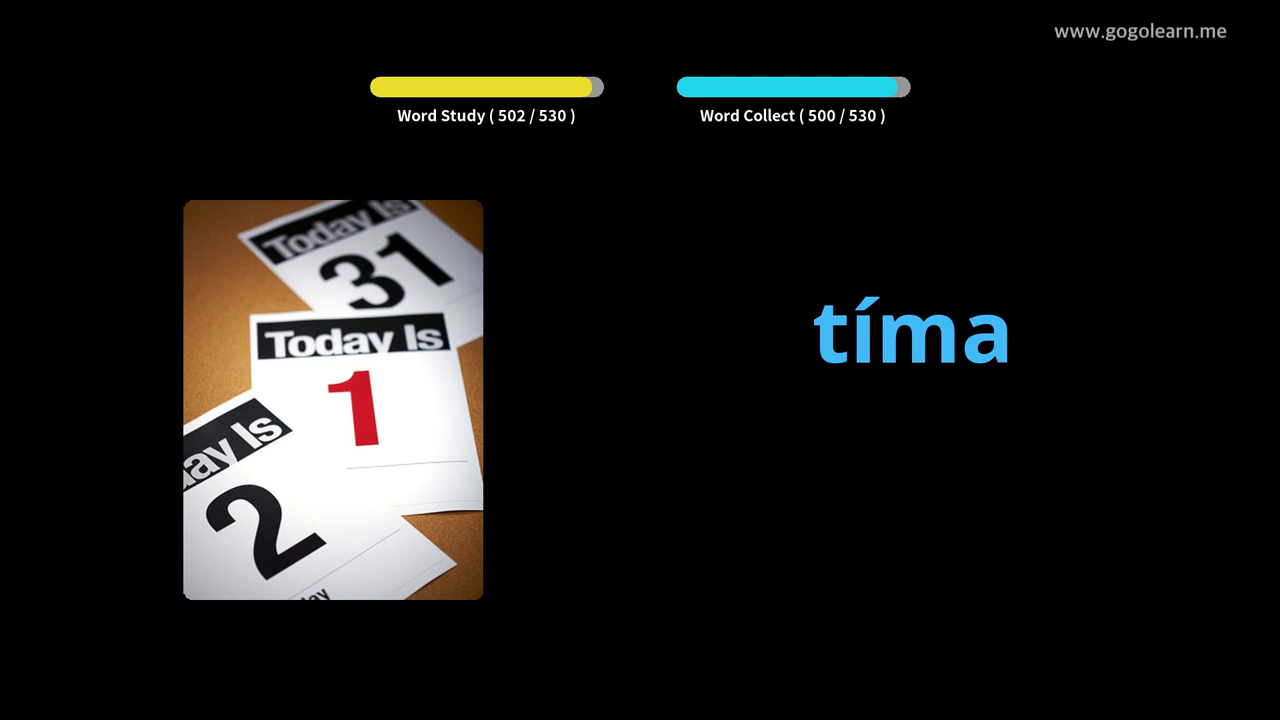 www.gogolearn.me
Word Study ( 502 / 530 )
Word Collect ( 500 / 530 )
Today Is
31
Today Is
1
ay Is
2
ay
tíma